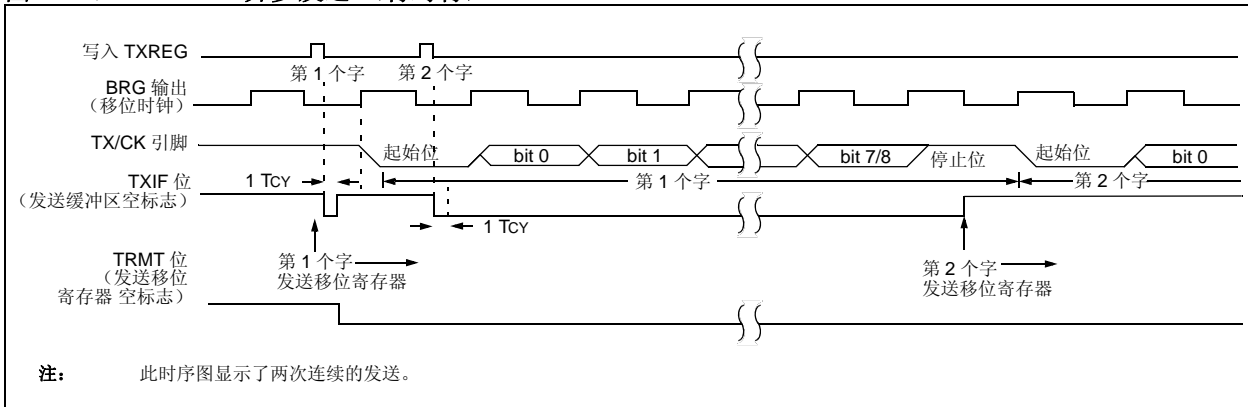 写入 TXREG
第 1 个字 第 2 个字
BRG 输出
（移位时钟）
TX/CK 引脚
起始位 bit 0 bit 1 bit 7/8 停止位 起始位 bit 0
TXIF 位
（发送缓冲区空标志）
1 TCY
第 1 个字 第 2 个字
1 TCY
TRMT 位
（发送移位
寄存器 空标志）
第 1 个字
发送移位寄存器
第 2 个字
发送移位寄存器
注： 此时序图显示了两次连续的发送。